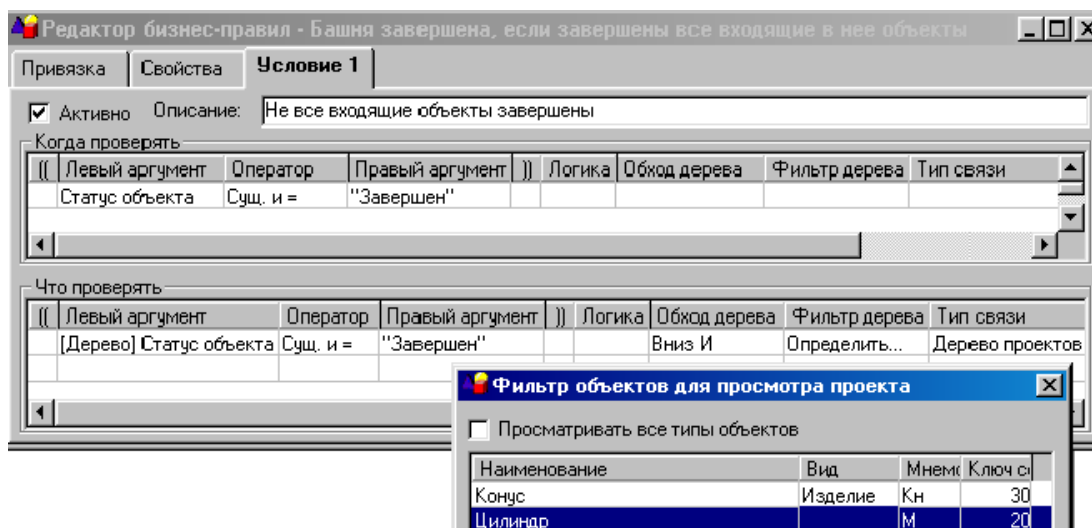 Редактор бизнес-правил - Башня завершена, если завершены все входящие в нее объекты
Привязка Свойства Условие 1
Активно Описание: Не все входящие объекты завершены
Когда проверять
(( Левый аргумент Оператор Правый аргумент )) Логика Обход дерева Фильтр дерева Тип связи
Статус объекта Сущ. и = "Завершен"
Что проверять
(( Левый аргумент Оператор Правый аргумент )) Логика Обход дерева Фильтр дерева Тип связи
[Дерево] Статус объекта Сущ. и = "Завершен" Вниз И Определить... Дерево проектов
Фильтр объектов для просмотра проекта
Просматривать все типы объектов
Наименование Вид Мнемо Ключ с
Конус Изделие Кн 30
Цилиндр М 20